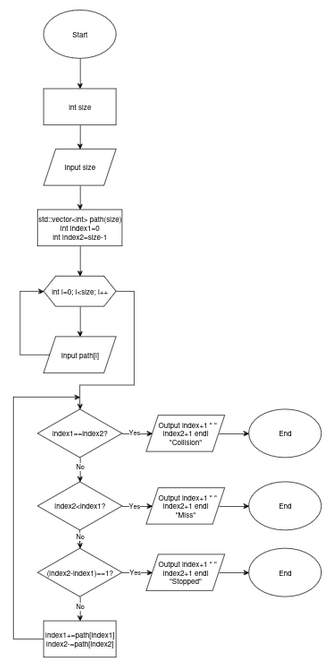 Start
int size
Input size
std::vector<int> path(size)
int index1=0
int index2=size-1
int i=0; i<size; i++
Input path[i]
index1==index2?
Yes
Output index+1 " "
index2+1 endl
"Collision"
End
No
index2<index1?
Yes
Output index+1 " "
index2+1 endl
"Miss"
End
No
(index2-index1)==1?
Yes
Output index+1 " "
index2+1 endl
"Stopped"
End
No
index1+=path[index1]
index2-=path[index2]